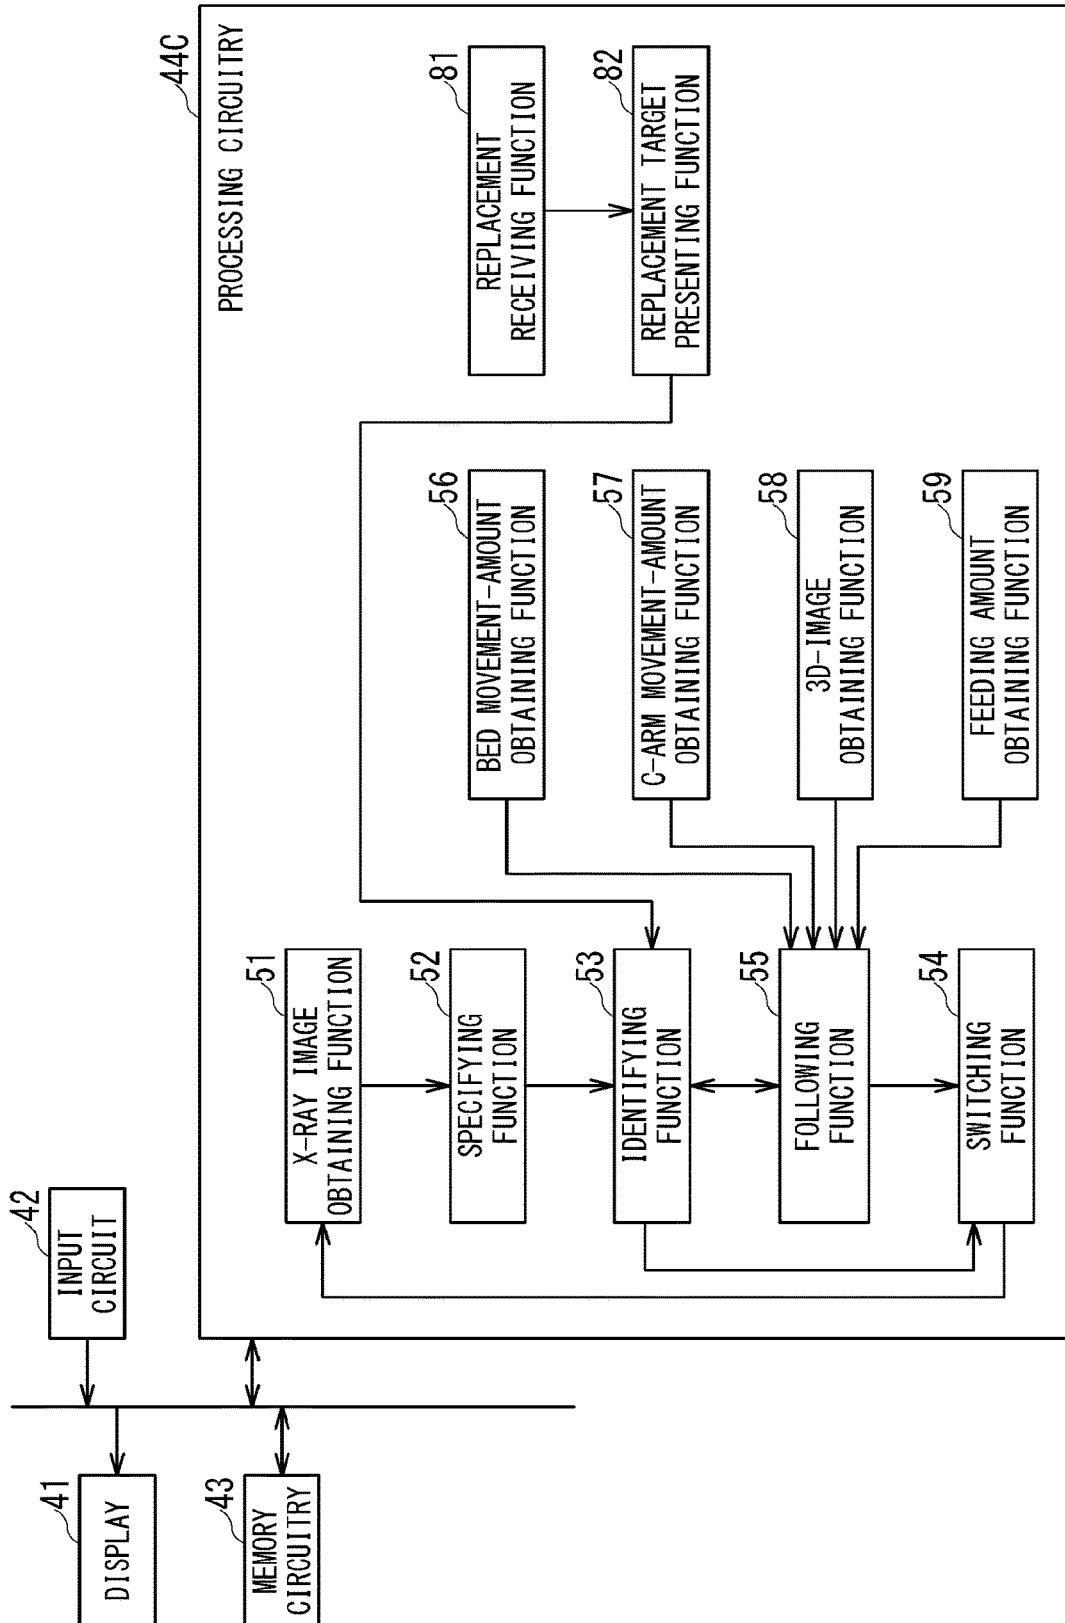 41
DISPLAY
42
INPUT
CIRCUIT
43
MEMORY
CIRCUITRY
44C
PROCESSING CIRCUITRY
51
X-RAY IMAGE
OBTAINING FUNCTION
52
SPECIFYING
FUNCTION
53
IDENTIFYING
FUNCTION
55
FOLLOWING
FUNCTION
54
SWITCHING
FUNCTION
56
BED MOVEMENT-AMOUNT
OBTAINING FUNCTION
57
C-ARM MOVEMENT-AMOUNT
OBTAINING FUNCTION
58
3D-IMAGE
OBTAINING FUNCTION
59
FEEDING AMOUNT
OBTAINING FUNCTION
81
REPLACEMENT
RECEIVING FUNCTION
82
REPLACEMENT TARGET
PRESENTING FUNCTION